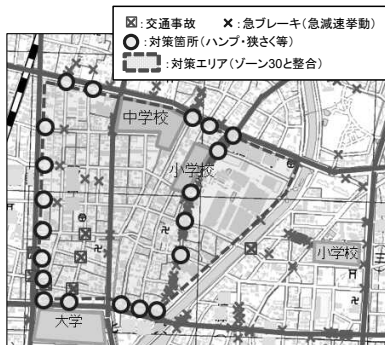 ：交通事故　：急ブレーキ(急減速挙動)
：対策箇所(ハンプ・狭さく等)
：対策エリア(ゾーン30と整合)
中学校
小学校
小学校
大学